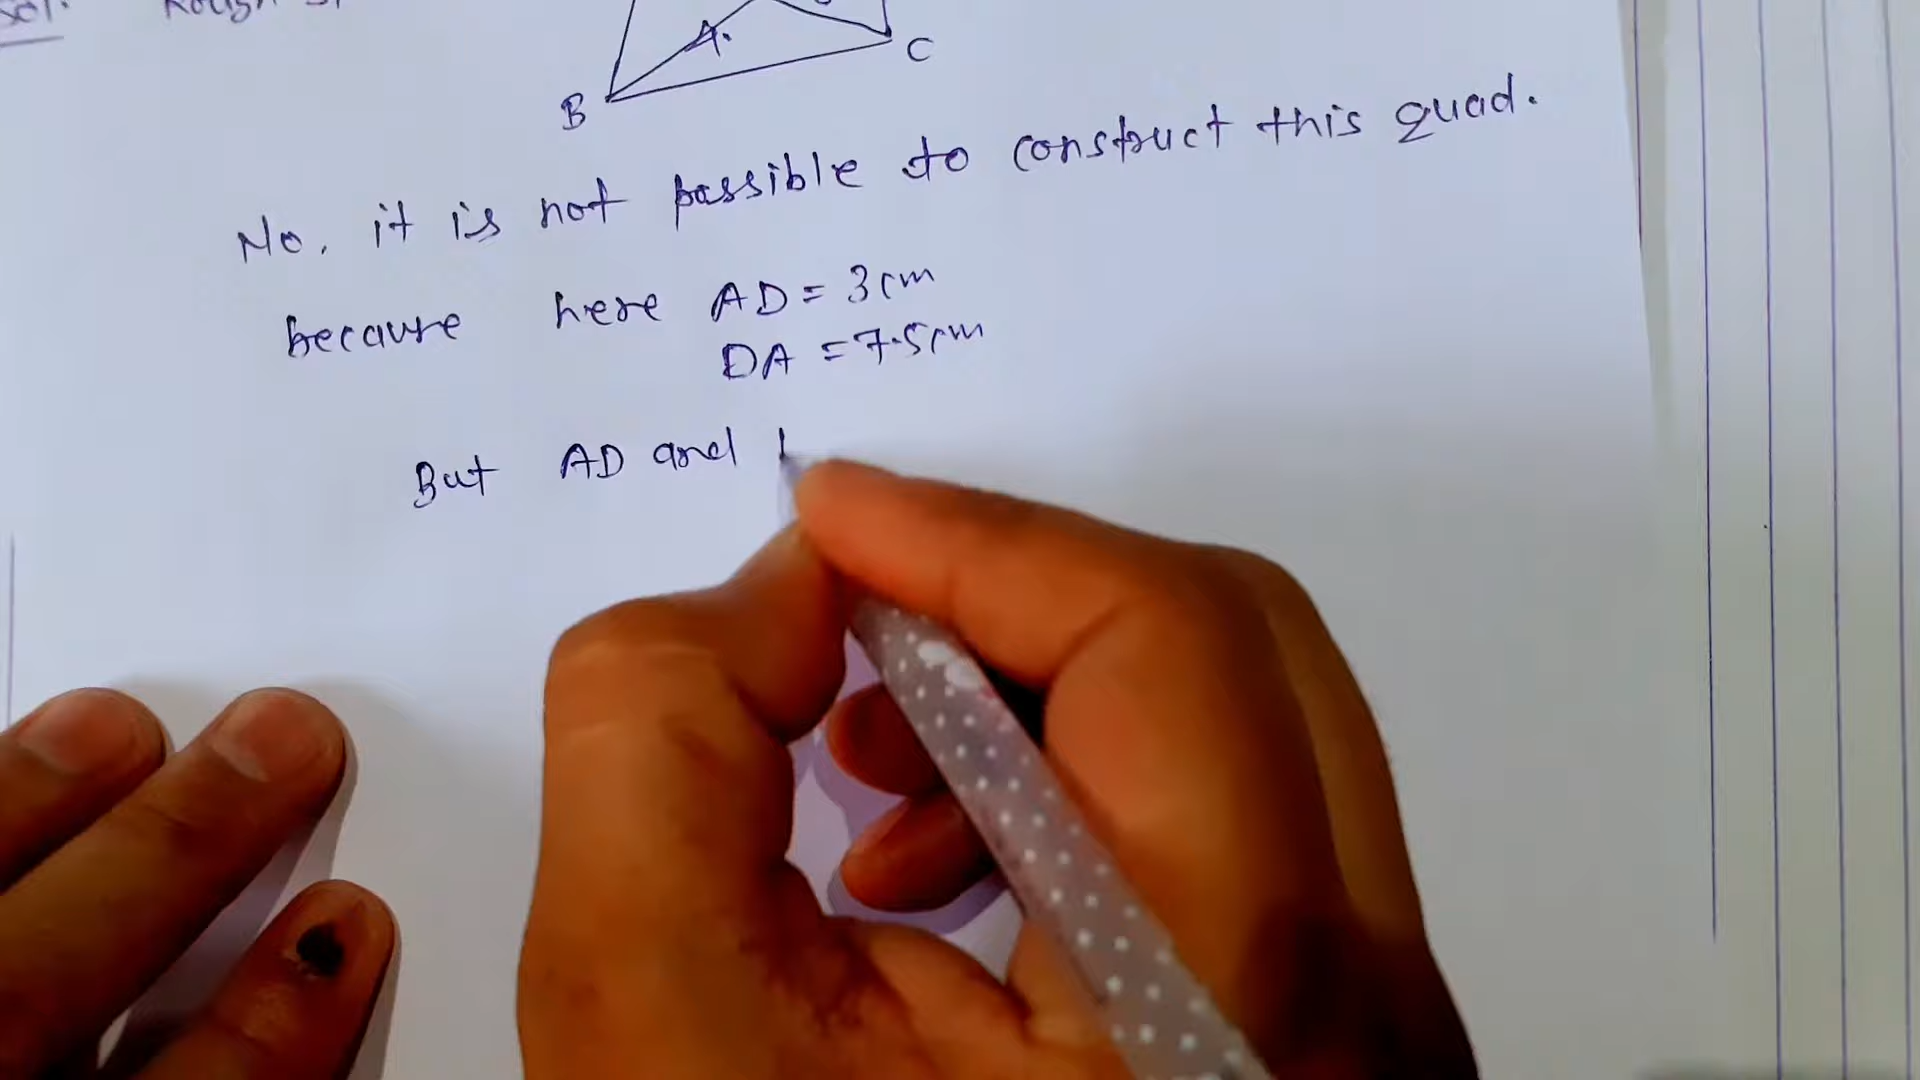 Sol.
A.
C
B
No, it is not possible to construct this quad.
because here AD = 3cm
DA = 7.5cm
But AD and